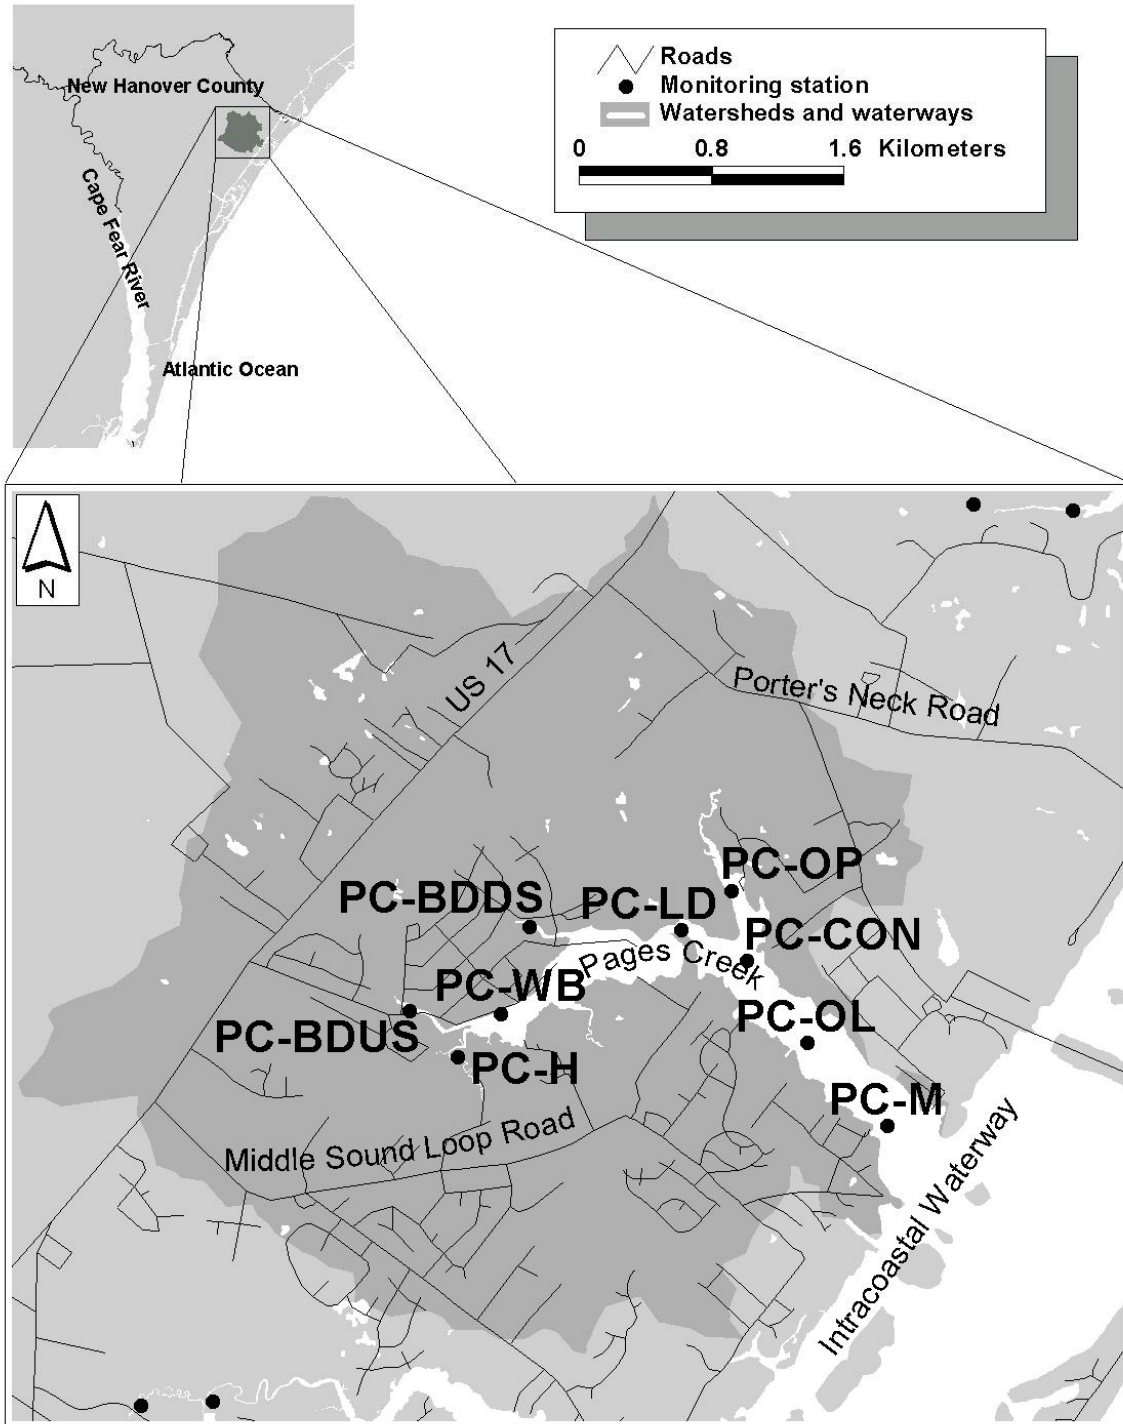 New Hanover County
Cape Fear River
Atlantic Ocean
Roads
Monitoring station
Watersheds and waterways
0 0.8 1.6 Kilometers
N
US 17
Porter's Neck Road
PC-OP
PC-BDDS
PC-LD
PC-CON
Pages Creek
PC-WB
PC-OL
PC-BDUS
PC-H
PC-M
Middle Sound Loop Road
Intracoastal Waterway